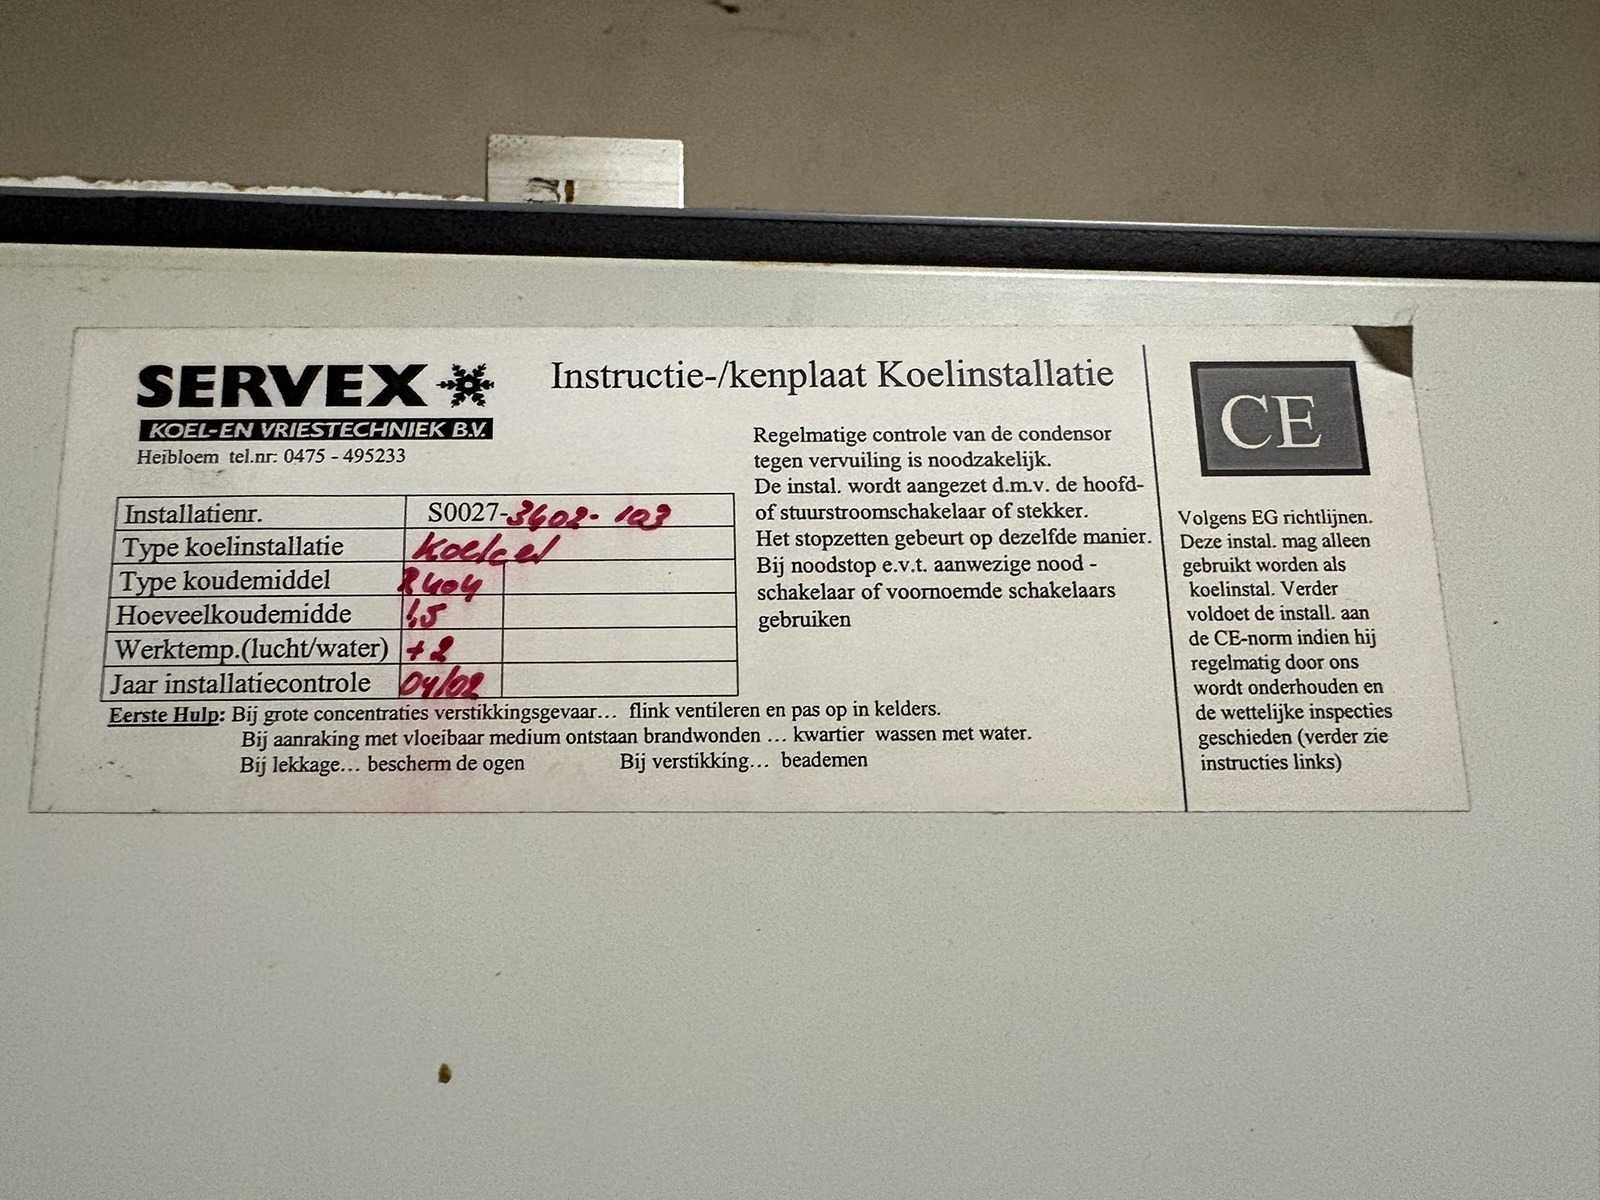 SERVEX
KOEL-EN VRIESTECHNIEK B.V.
Heibloem tel.nr: 0475 - 495233
Instructie-/kenplaat Koelinstallatie
Installatienr. S0027-3402-103
Type koelinstallatie Koelcel
Type koudemiddel R404
Hoeveelkoudemidde 1,5
Werktemp.(lucht/water) +2
Jaar installatiecontrole 04/02
Regelmatige controle van de condensor
tegen vervuiling is noodzakelijk.
De instal. wordt aangezet d.m.v. de hoofd-
of stuurstroomschakelaar of stekker.
Het stopzetten gebeurt op dezelfde manier.
Bij noodstop e.v.t. aanwezige nood -
schakelaar of voornoemde schakelaars
gebruiken
Eerste Hulp: Bij grote concentraties verstikkingsgevaar… flink ventileren en pas op in kelders.
Bij aanraking met vloeibaar medium ontstaan brandwonden … kwartier wassen met water.
Bij lekkage… bescherm de ogen Bij verstikking… beademen
CE
Volgens EG richtlijnen.
Deze instal. mag alleen
gebruikt worden als
koelinstal. Verder
voldoet de install. aan
de CE-norm indien hij
regelmatig door ons
wordt onderhouden en
de wettelijke inspecties
geschieden (verder zie
instructies links)